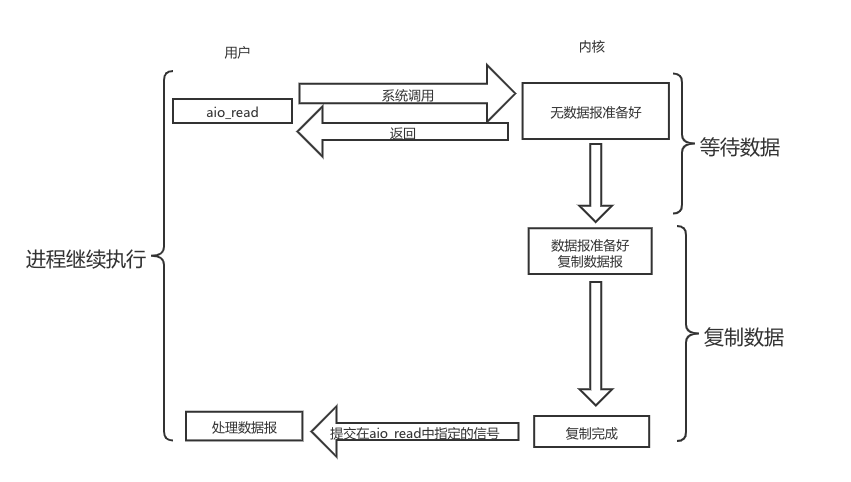 用户
内核
aio_read
系统调用
返回
无数据报准备好
等待数据
数据报准备好
复制数据报
进程继续执行
复制数据
处理数据报
提交在aio_read中指定的信号
复制完成